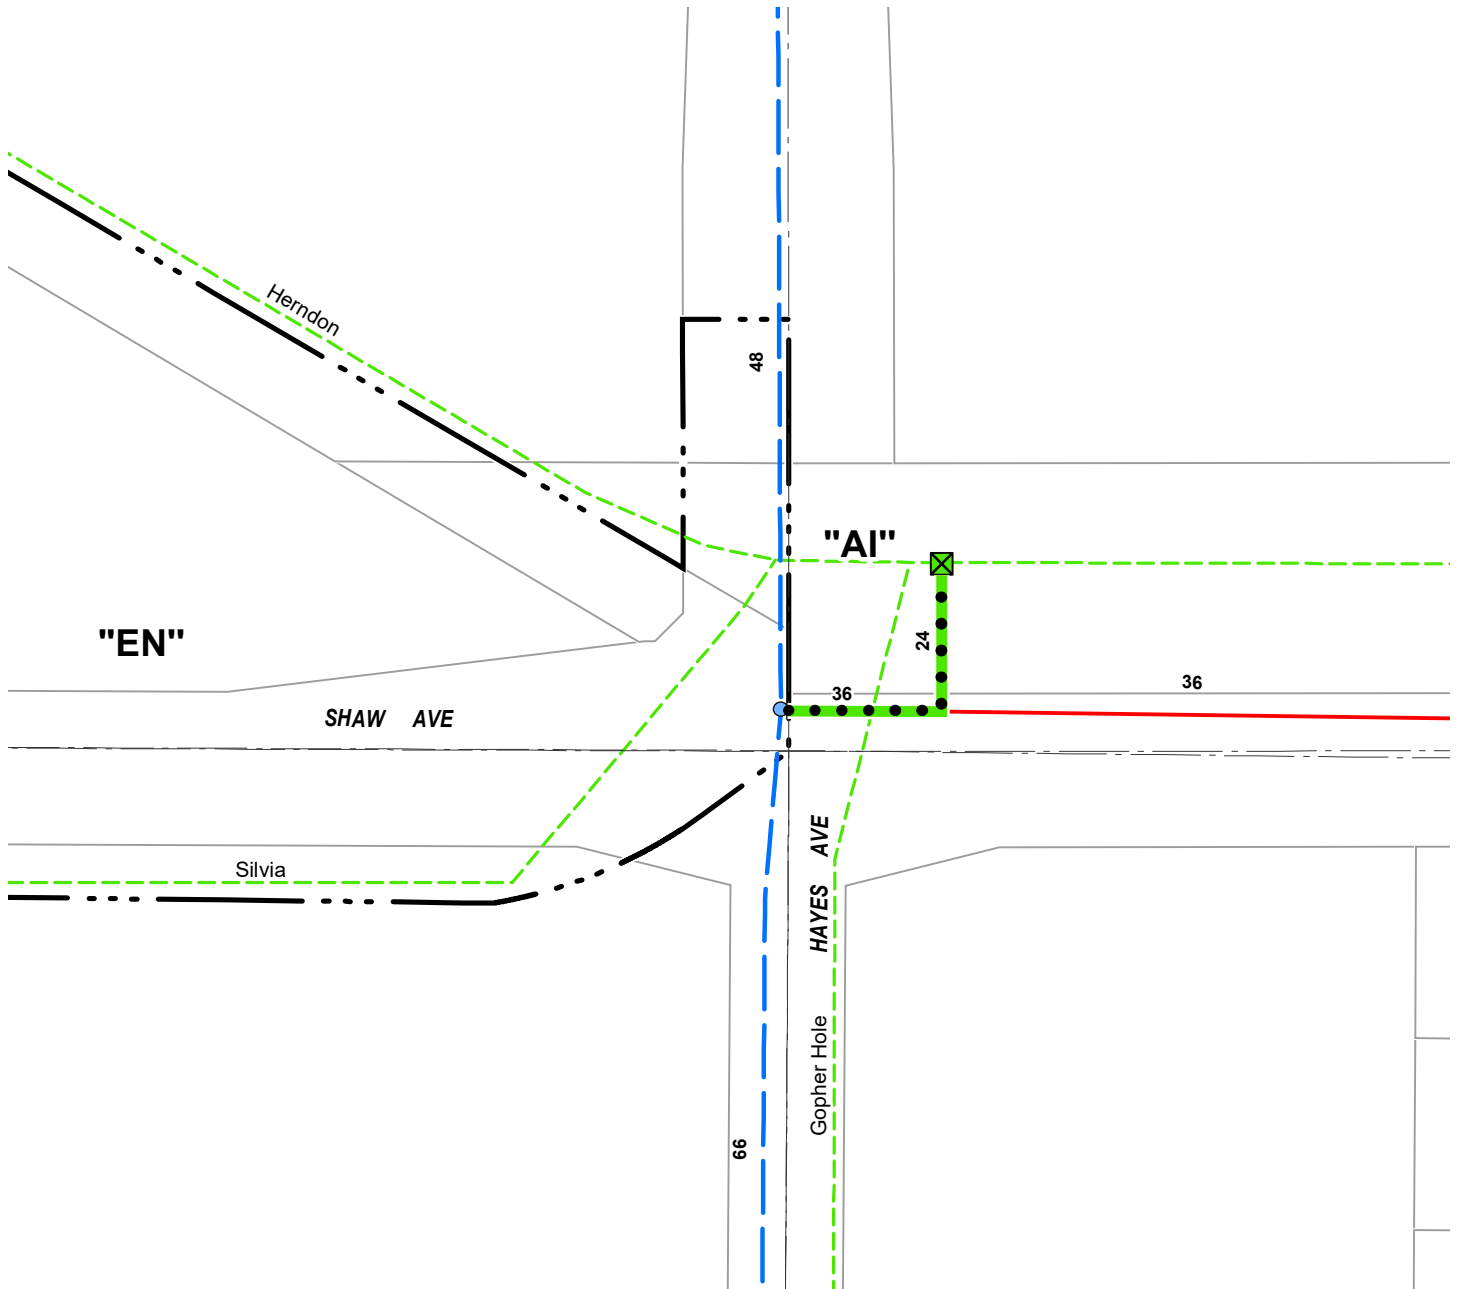 Herndon
48
"AI"
"EN"
24
36
36
SHAW AVE
HAYES AVE
Silvia
Gopher Hole
66